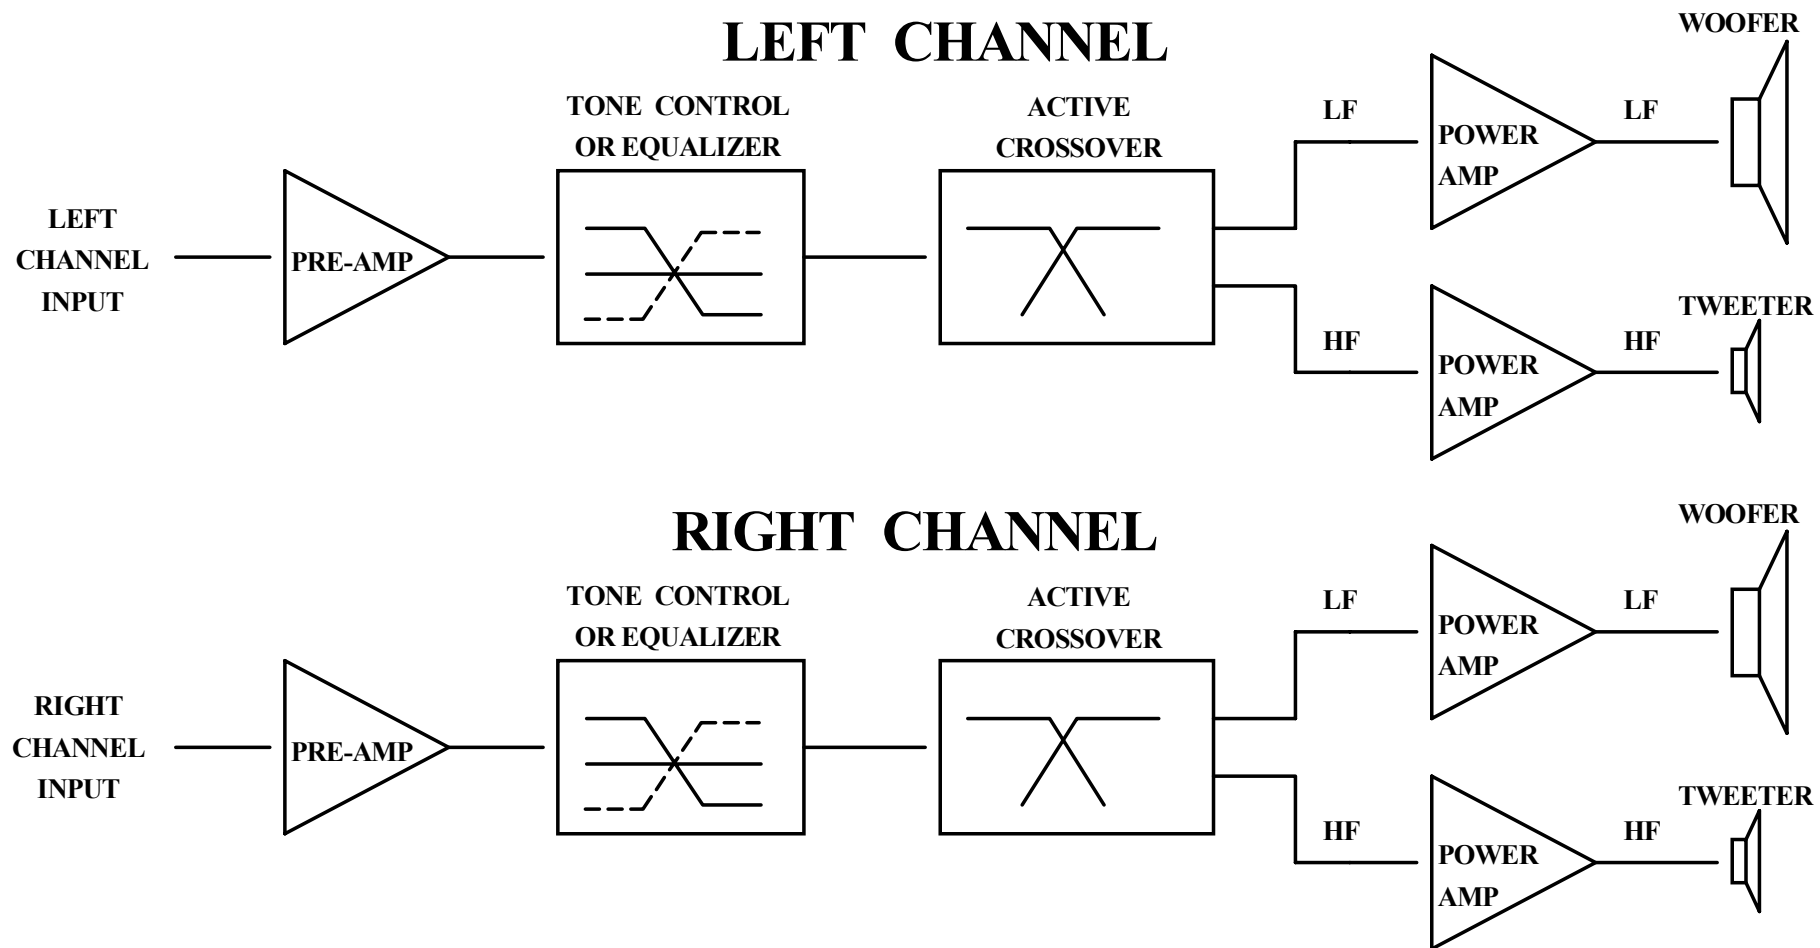 LEFT CHANNEL
WOOFER
TONE CONTROL
OR EQUALIZER
ACTIVE
CROSSOVER
LF
POWER
AMP
LF
LEFT
CHANNEL
INPUT
PRE-AMP
TWEETER
HF
POWER
AMP
HF
RIGHT CHANNEL
WOOFER
TONE CONTROL
OR EQUALIZER
ACTIVE
CROSSOVER
LF
POWER
AMP
LF
RIGHT
CHANNEL
INPUT
PRE-AMP
TWEETER
HF
POWER
AMP
HF